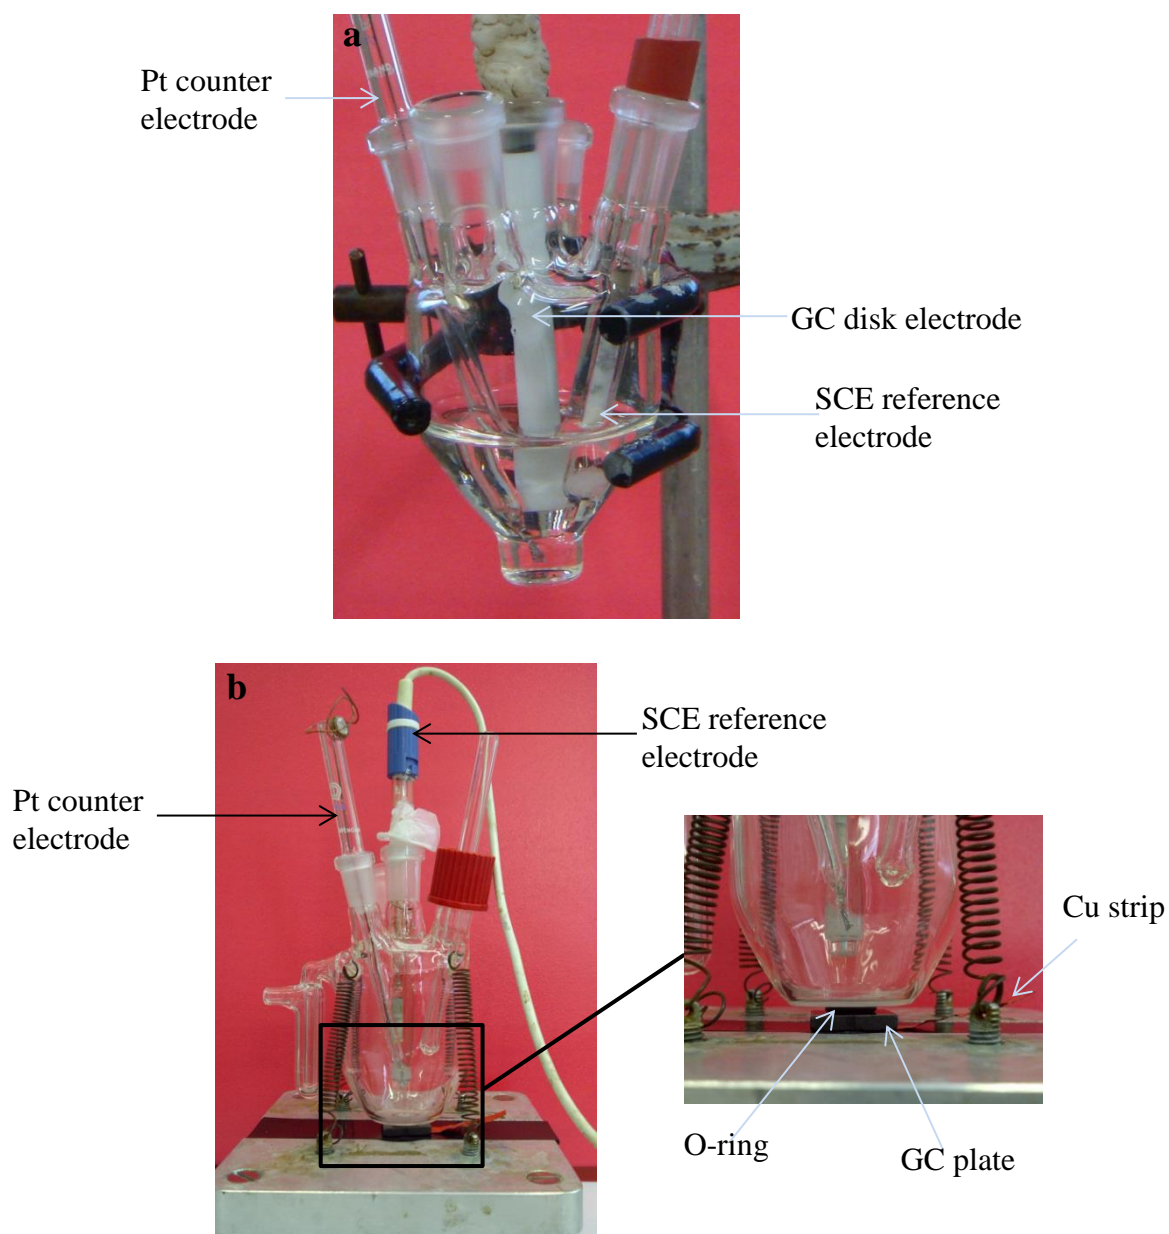 a
Pt counter
electrode
GC disk electrode
SCE reference
electrode
b
SCE reference
electrode
Pt counter
electrode
Cu strip
O-ring
GC plate